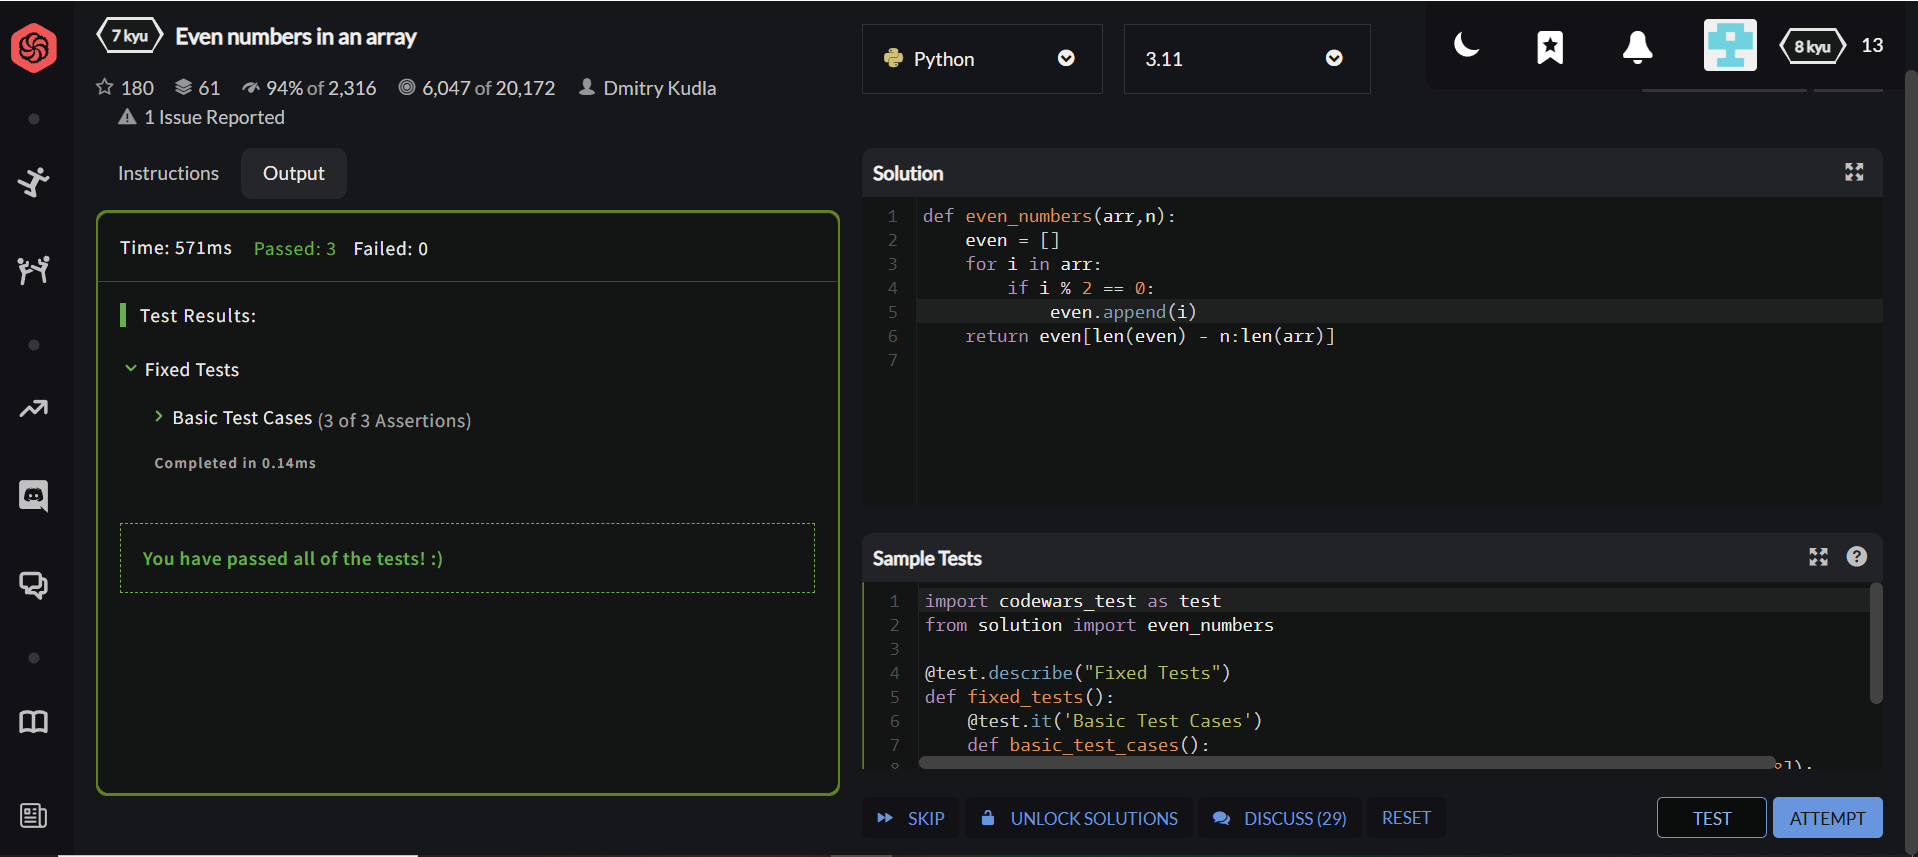 7 kyu Even numbers in an array
180 61 94% of 2,316 6,047 of 20,172 Dmitry Kudla
1 Issue Reported
Python
3.11
8 kyu 13
Instructions Output
Time: 571ms Passed: 3 Failed: 0
Test Results:
Fixed Tests
Basic Test Cases (3 of 3 Assertions)
Completed in 0.14ms
You have passed all of the tests! :)
Solution
1 def even_numbers(arr,n):
2 even = []
3 for i in arr:
4 if i % 2 == 0:
5 even.append(i)
6 return even[len(even) - n:len(arr)]
7
Sample Tests
1 import codewars_test as test
2 from solution import even_numbers
3
4 @test.describe("Fixed Tests")
5 def fixed_tests():
6 @test.it('Basic Test Cases')
7 def basic_test_cases():
8 8]);
SKIP UNLOCK SOLUTIONS DISCUSS (29) RESET TEST ATTEMPT